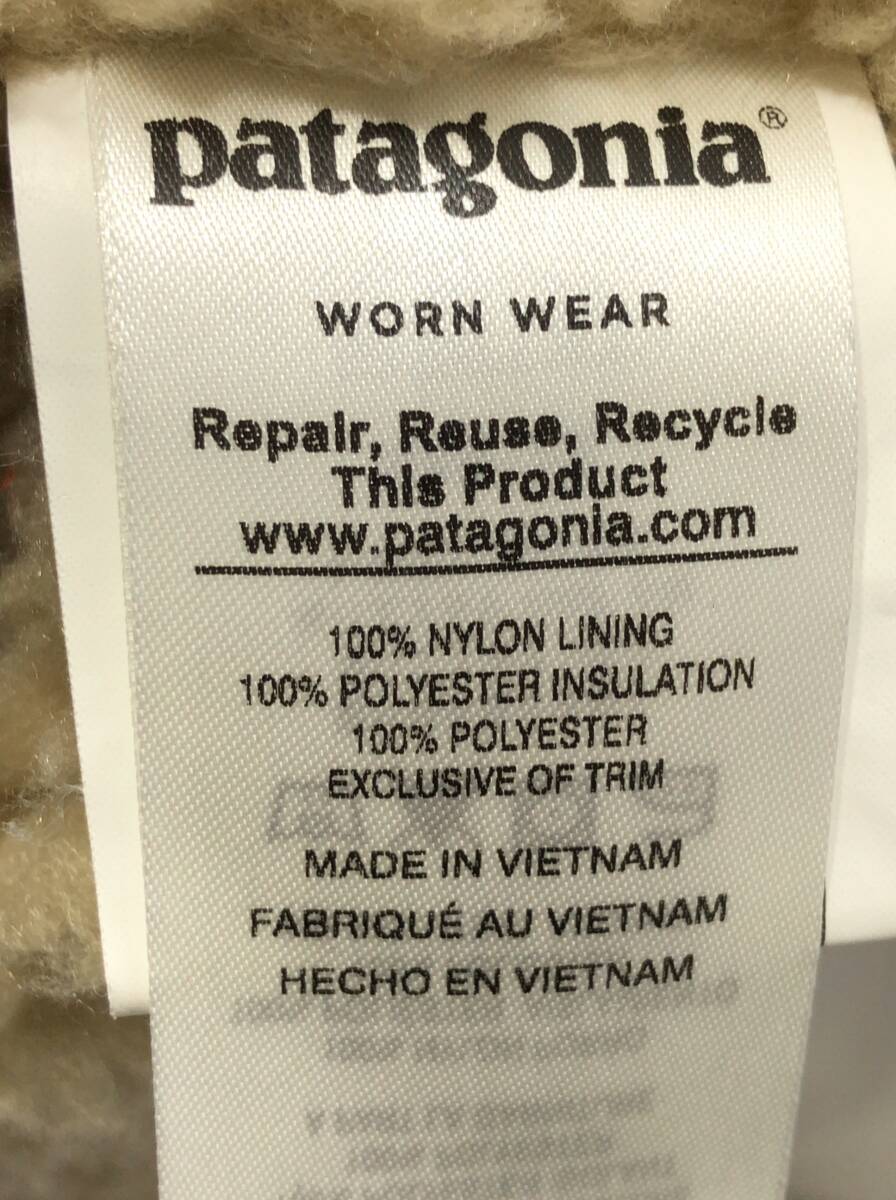 patagonia®
WORN WEAR
Repair, Reuse, Recycle
This Product
www.patagonia.com
100% NYLON LINING
100% POLYESTER INSULATION
100% POLYESTER
EXCLUSIVE OF TRIM
MADE IN VIETNAM
FABRIQUÉ AU VIETNAM
HECHO EN VIETNAM